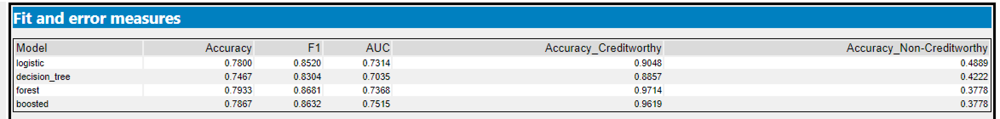 Fit and error measures
Model Accuracy F1 AUC Accuracy_Creditworthy Accuracy_Non-Creditworthy
logistic 0.7800 0.8520 0.7314 0.9048 0.4889
decision_tree 0.7467 0.8304 0.7035 0.8857 0.4222
forest 0.7933 0.8681 0.7368 0.9714 0.3778
boosted 0.7867 0.8632 0.7515 0.9619 0.3778